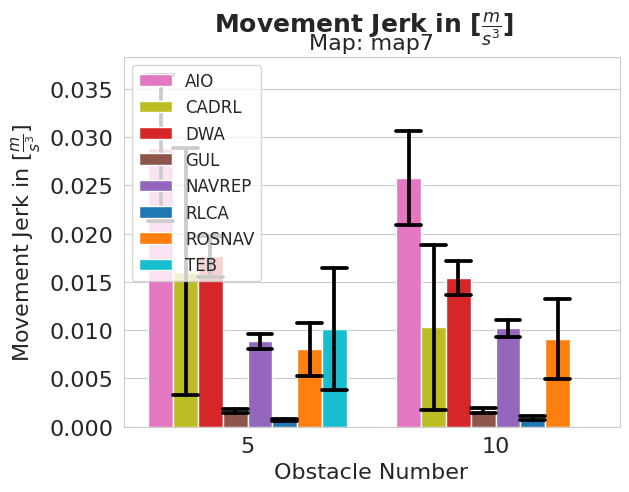 Movement Jerk in [m/s³]
Map: map7
Movement Jerk in [m/s³]
0.035
0.030
0.025
0.020
0.015
0.010
0.005
0.000
AIO
CADRL
DWA
GUL
NAVREP
RLCA
ROSNAV
TEB
5 10
Obstacle Number